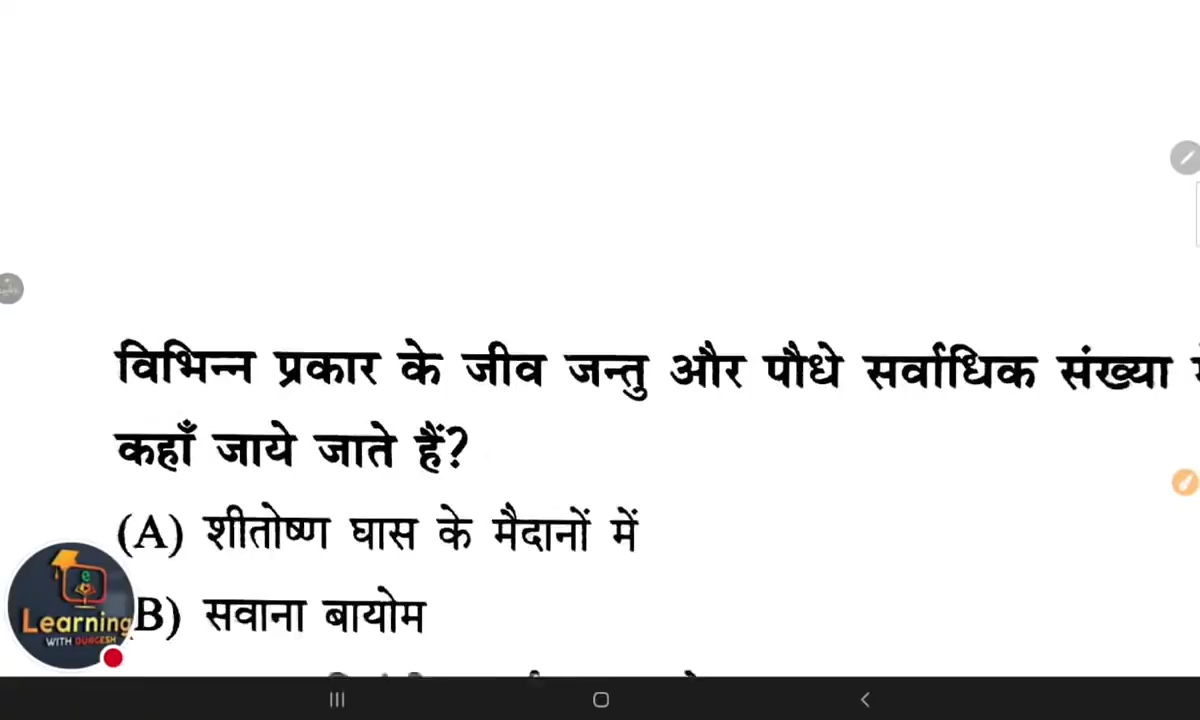 विभिन्न प्रकार के जीव जन्तु और पौधे सर्वाधिक संख्या
कहाँ जाये जाते हैं?
(A) शीतोष्ण घास के मैदानों में
B) सवाना बायोम
e
Learning
WITH DURGESH